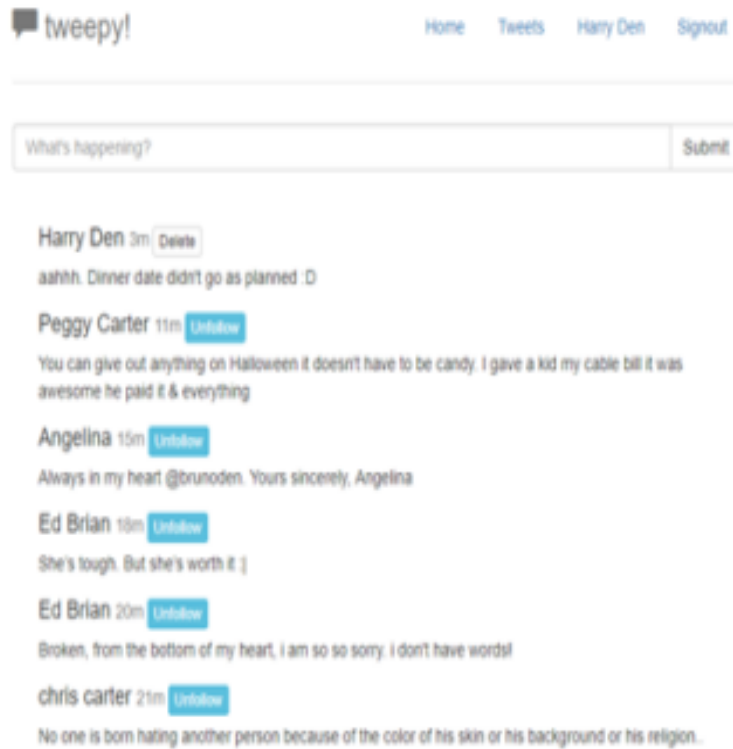 tweepy!
Home Tweets Harry Den Signout
What's happening? Submit
Harry Den 3m Delete
aahhh. Dinner date didn't go as planned :D
Peggy Carter 11m Unfollow
You can give out anything on Halloween it doesn't have to be candy. I gave a kid my cable bill it was
awesome he paid it & everything
Angelina 15m Unfollow
Always in my heart @brunoden. Yours sincerely, Angelina
Ed Brian 18m Unfollow
She's tough. But she's worth it :]
Ed Brian 20m Unfollow
Broken, from the bottom of my heart, i am so so sorry. i don't have words!
chris carter 21m Unfollow
No one is born hating another person because of the color of his skin or his background or his religion..